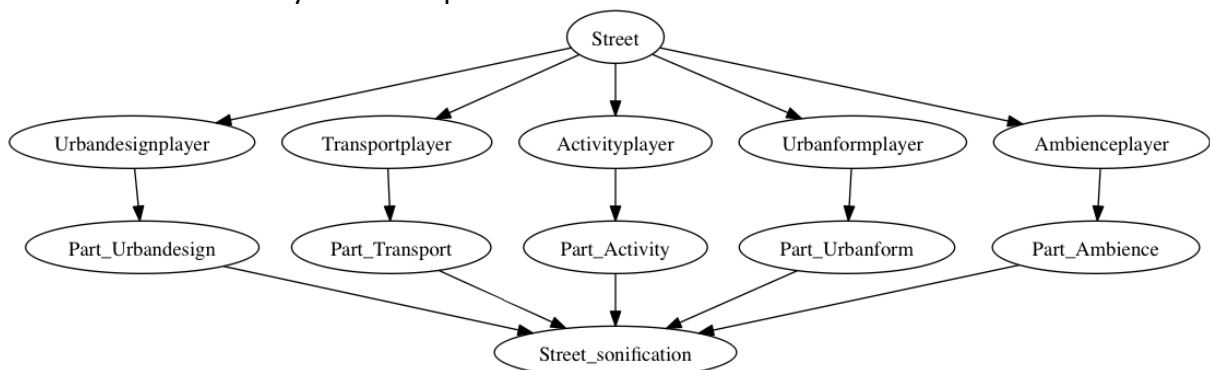 Street
Urbandesignplayer Transportplayer Activityplayer Urbanformplayer Ambienceplayer
Part_Urbandesign Part_Transport Part_Activity Part_Urbanform Part_Ambience
Street_sonification